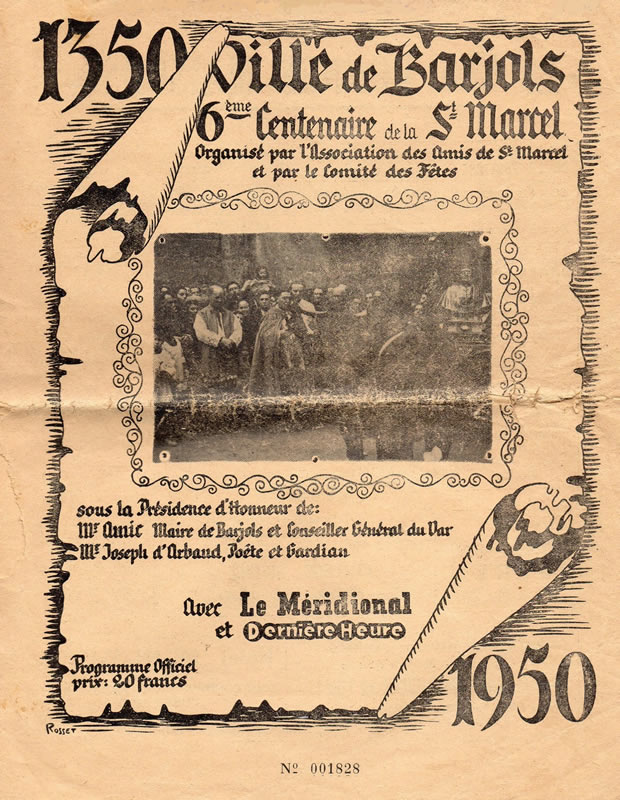 1350 Ville de Barjols
6ème Centenaire de la St Marcel
Organisé par l'Association des Amis de St Marcel
et par le Comité des Fêtes
sous la Présidence d'Honneur de:
Mr Amic Maire de Barjols et Conseiller Général du Var
Mr Joseph d'Arbaud, Poête et Gardian
Avec Le Méridional
et Dernière Heure
Programme Officiel
prix: 20 francs
1950
Rosset
No 001828